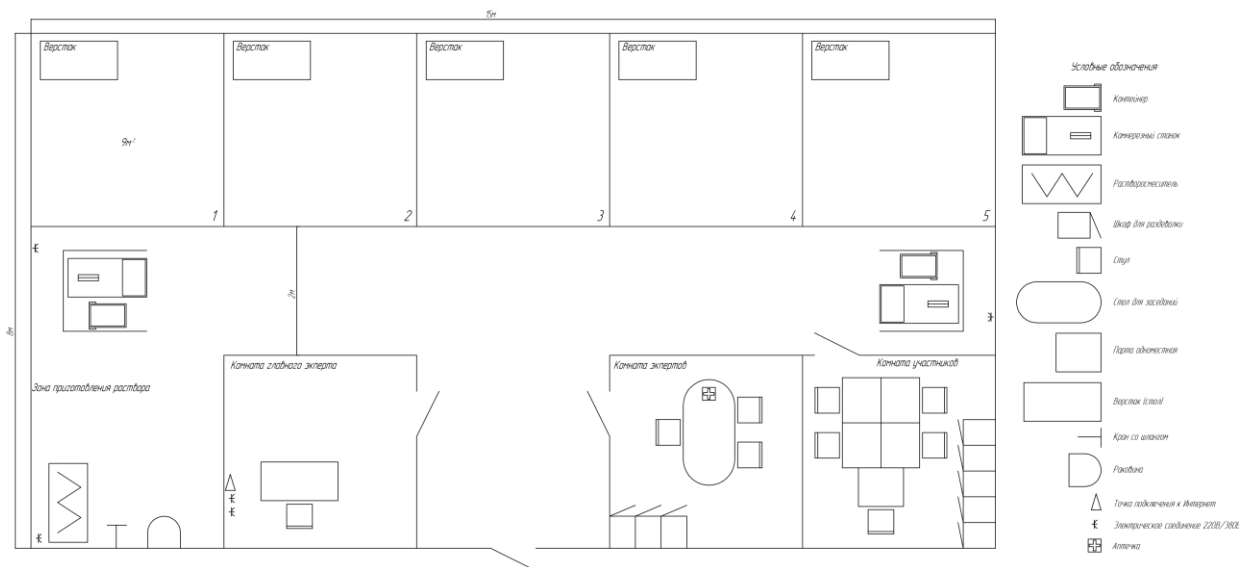 15м
Верстак
Верстак
Верстак
Верстак
Верстак
9м²
1
2
3
4
5
8м
2м
Зона приготовления раствора
Комната главного эксперта
Комната экпертов
Комната участников
Условные обозначения
Контейнер
Камнерезный станок
Растворосмеситель
Шкаф для раздевалки
Стул
Стол для заседаний
Парта одноместная
Верстак (стол)
Кран со шлангом
Раковина
Точка подключения к Интернет
Электрическое соединение 220В/380В
Аптечка